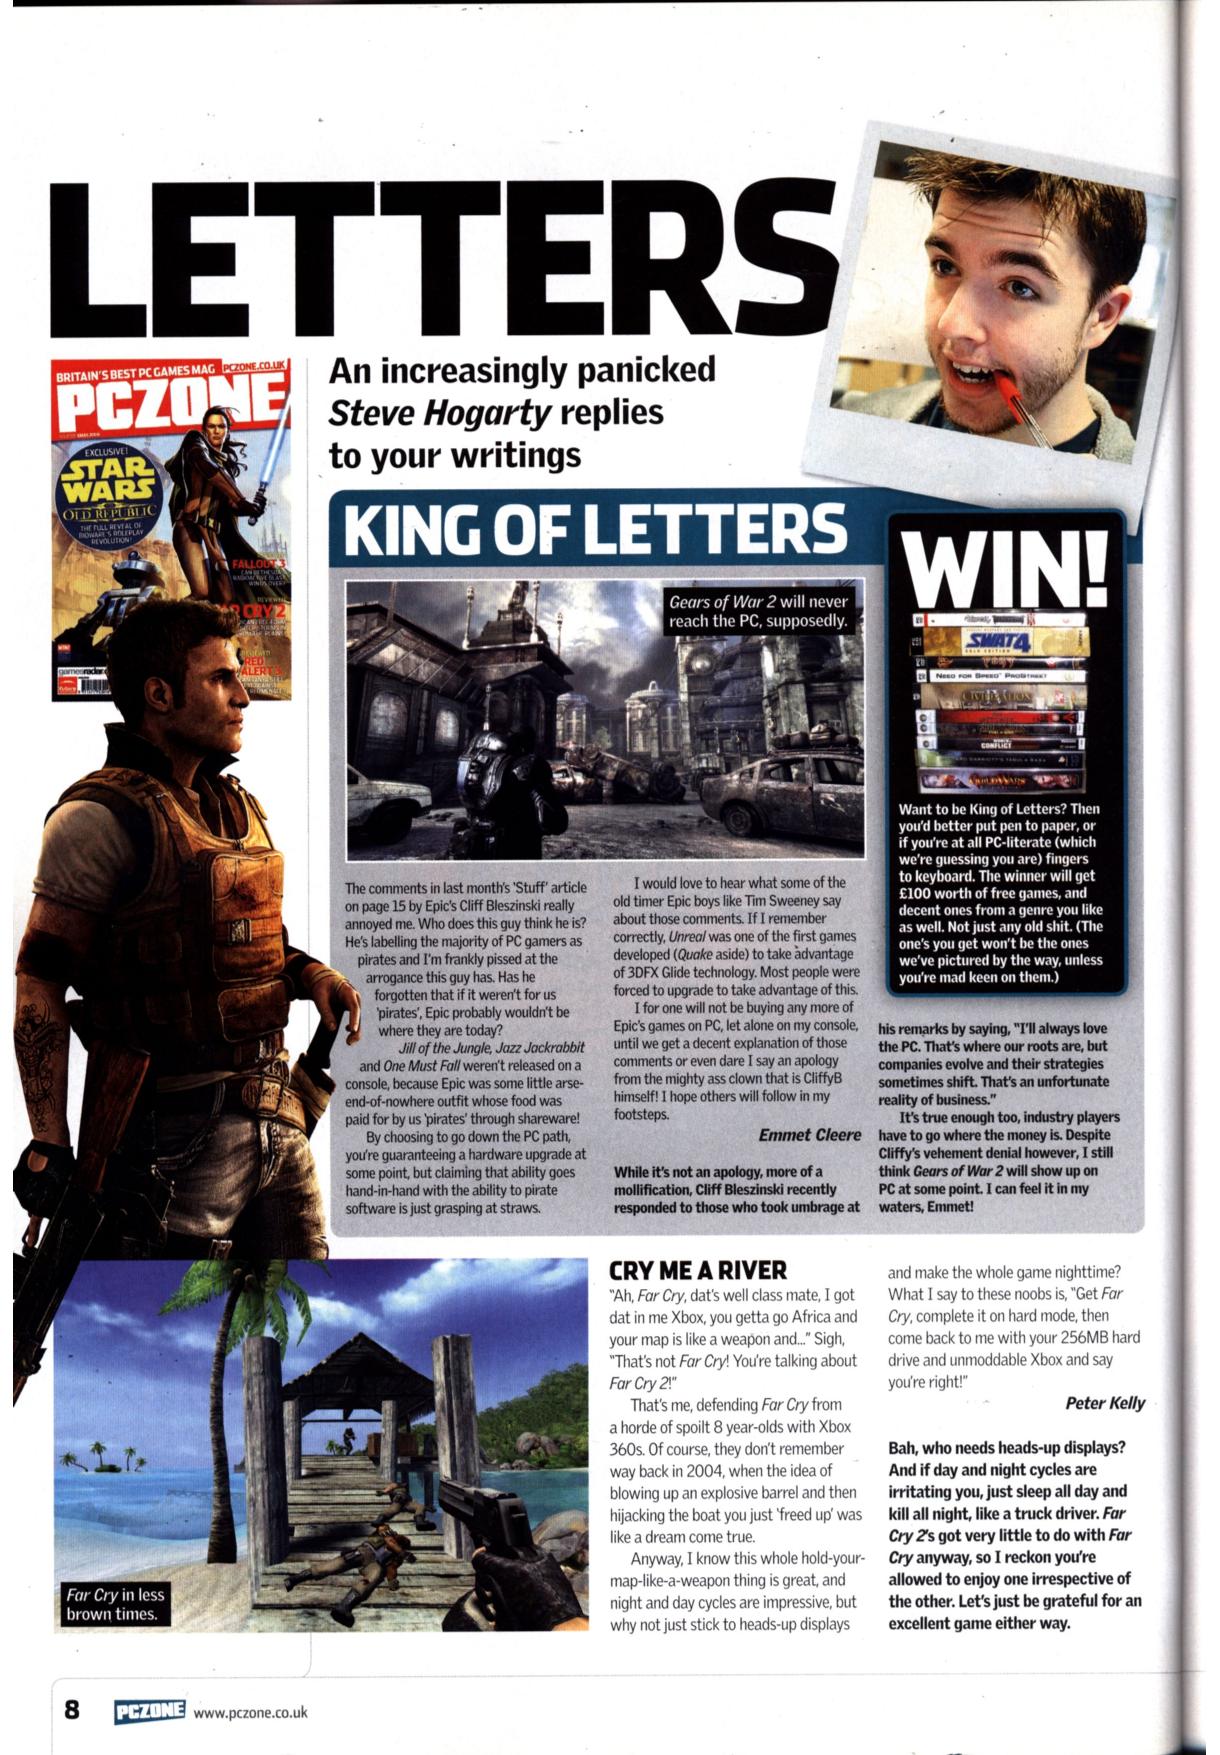 LETTERS
An increasingly panicked
Steve Hogarty replies
to your writings
BRITAIN'S BEST PC GAMES MAG
PCZONE.CO.UK
PCZONE
EXCLUSIVE!
STAR
WARS
OLD REPUBLIC
THE FULL REVEAL OF
BIOWARE'S ROLEPLAY
REVOLUTION!
FALLOUT 3
CRY 2
RED
ALERT 3
KING OF LETTERS
Gears of War 2 will never
reach the PC, supposedly.
The comments in last month's 'Stuff' article
on page 15 by Epic's Cliff Bleszinski really
annoyed me. Who does this guy think he is?
He's labelling the majority of PC gamers as
pirates and I'm frankly pissed at the
arrogance this guy has. Has he
forgotten that if it weren't for us
'pirates', Epic probably wouldn't be
where they are today?
Jill of the Jungle, Jazz Jackrabbit
and One Must Fall weren't released on a
console, because Epic was some little arse-
end-of-nowhere outfit whose food was
paid for by us 'pirates' through shareware!
By choosing to go down the PC path,
you're guaranteeing a hardware upgrade at
some point, but claiming that ability goes
hand-in-hand with the ability to pirate
software is just grasping at straws.
I would love to hear what some of the
old timer Epic boys like Tim Sweeney say
about those comments. If I remember
correctly, Unreal was one of the first games
developed (Quake aside) to take advantage
of 3DFX Glide technology. Most people were
forced to upgrade to take advantage of this.
I for one will not be buying any more of
Epic's games on PC, let alone on my console,
until we get a decent explanation of those
comments or even dare I say an apology
from the mighty ass clown that is CliffyB
himself! I hope others will follow in my
footsteps.
Emmet Cleere
While it's not an apology, more of a
mollification, Cliff Bleszinski recently
responded to those who took umbrage at
his remarks by saying, "I'll always love
the PC. That's where our roots are, but
companies evolve and their strategies
sometimes shift. That's an unfortunate
reality of business."
It's true enough too, industry players
have to go where the money is. Despite
Cliffy's vehement denial however, I still
think Gears of War 2 will show up on
PC at some point. I can feel it in my
waters, Emmet!
WIN!
SWAT 4
NEED FOR SPEED PROSTREET
CIVILIZATION
CONFLICT
GUILD WARS
Want to be King of Letters? Then
you'd better put pen to paper, or
if you're at all PC-literate (which
we're guessing you are) fingers
to keyboard. The winner will get
£100 worth of free games, and
decent ones from a genre you like
as well. Not just any old shit. (The
one's you get won't be the ones
we've pictured by the way, unless
you're mad keen on them.)
Far Cry in less
brown times.
CRY ME A RIVER
"Ah, Far Cry, dat's well class mate, I got
dat in me Xbox, you getta go Africa and
your map is like a weapon and..." Sigh,
"That's not Far Cry! You're talking about
Far Cry 2!"
That's me, defending Far Cry from
a horde of spoilt 8 year-olds with Xbox
360s. Of course, they don't remember
way back in 2004, when the idea of
blowing up an explosive barrel and then
hijacking the boat you just 'freed up' was
like a dream come true.
Anyway, I know this whole hold-your-
map-like-a-weapon thing is great, and
night and day cycles are impressive, but
why not just stick to heads-up displays
and make the whole game nighttime?
What I say to these noobs is, "Get Far
Cry, complete it on hard mode, then
come back to me with your 256MB hard
drive and unmoddable Xbox and say
you're right!"
Peter Kelly
Bah, who needs heads-up displays?
And if day and night cycles are
irritating you, just sleep all day and
kill all night, like a truck driver. Far
Cry 2's got very little to do with Far
Cry anyway, so I reckon you're
allowed to enjoy one irrespective of
the other. Let's just be grateful for an
excellent game either way.
8
PCZONE
www.pczone.co.uk